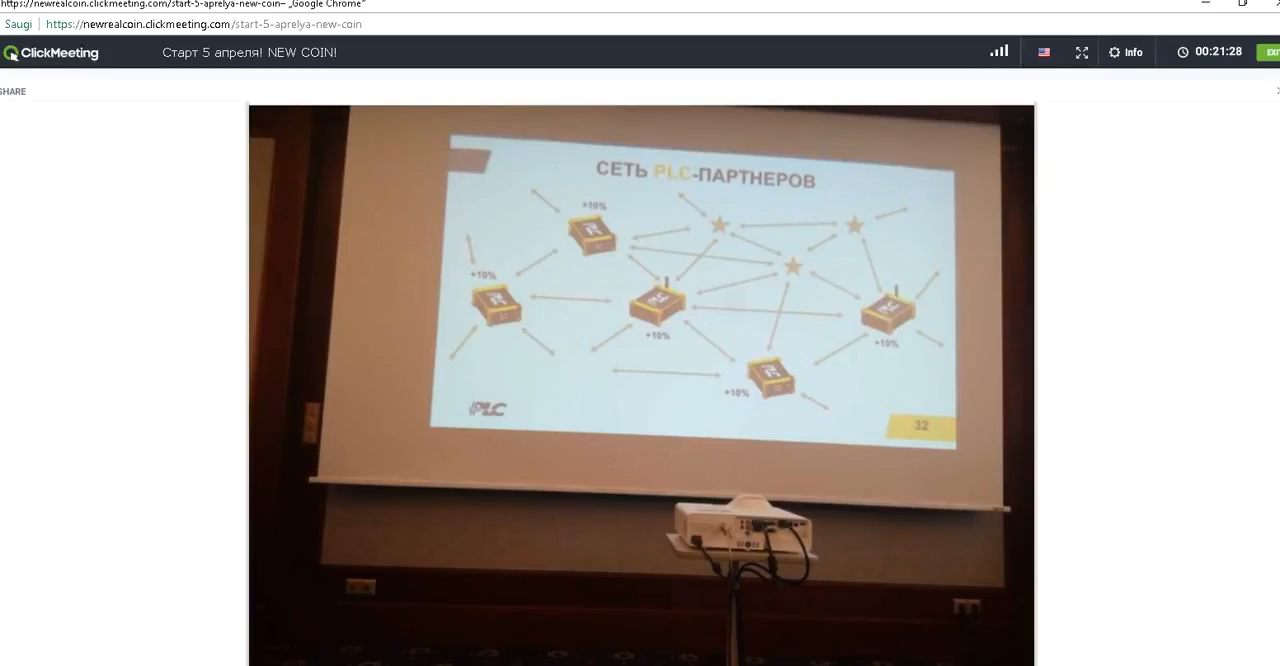 https://newrealcoin.clickmeeting.com/start-5-aprelya-new-coin– „Google Chrome“
Saugi https://newrealcoin.clickmeeting.com/start-5-aprelya-new-coin
ClickMeeting Старт 5 апреля! NEW COIN! Info 00:21:28
SHARE
СЕТЬ PLC-ПАРТНЕРОВ
+10%
+10%
PLC
+10%
+10%
+10%
PLC
32